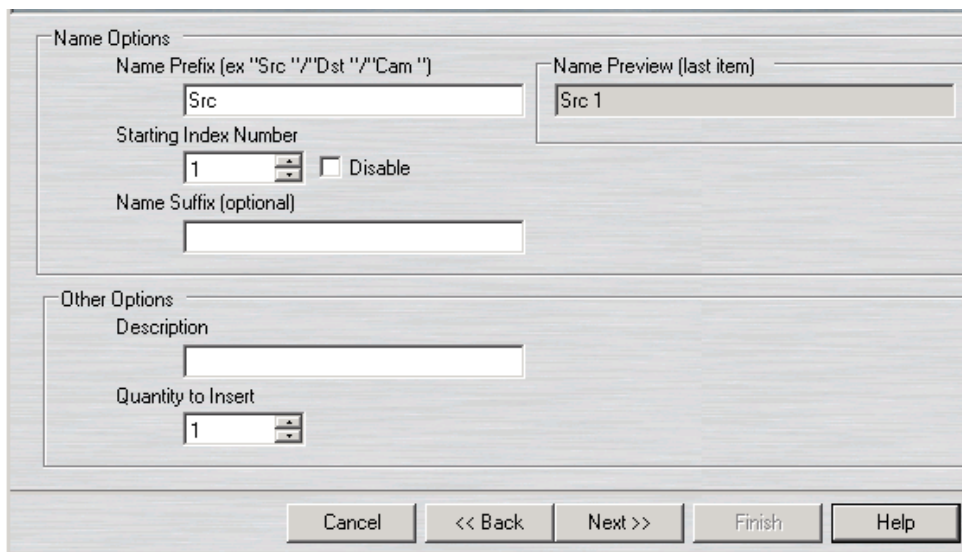 Name Options
Name Prefix (ex "Src "/"Dst "/"Cam ")
Name Preview (last item)
Src
Src 1
Starting Index Number
1
Disable
Name Suffix (optional)
Other Options
Description
Quantity to Insert
1
Cancel
<< Back
Next >>
Finish
Help